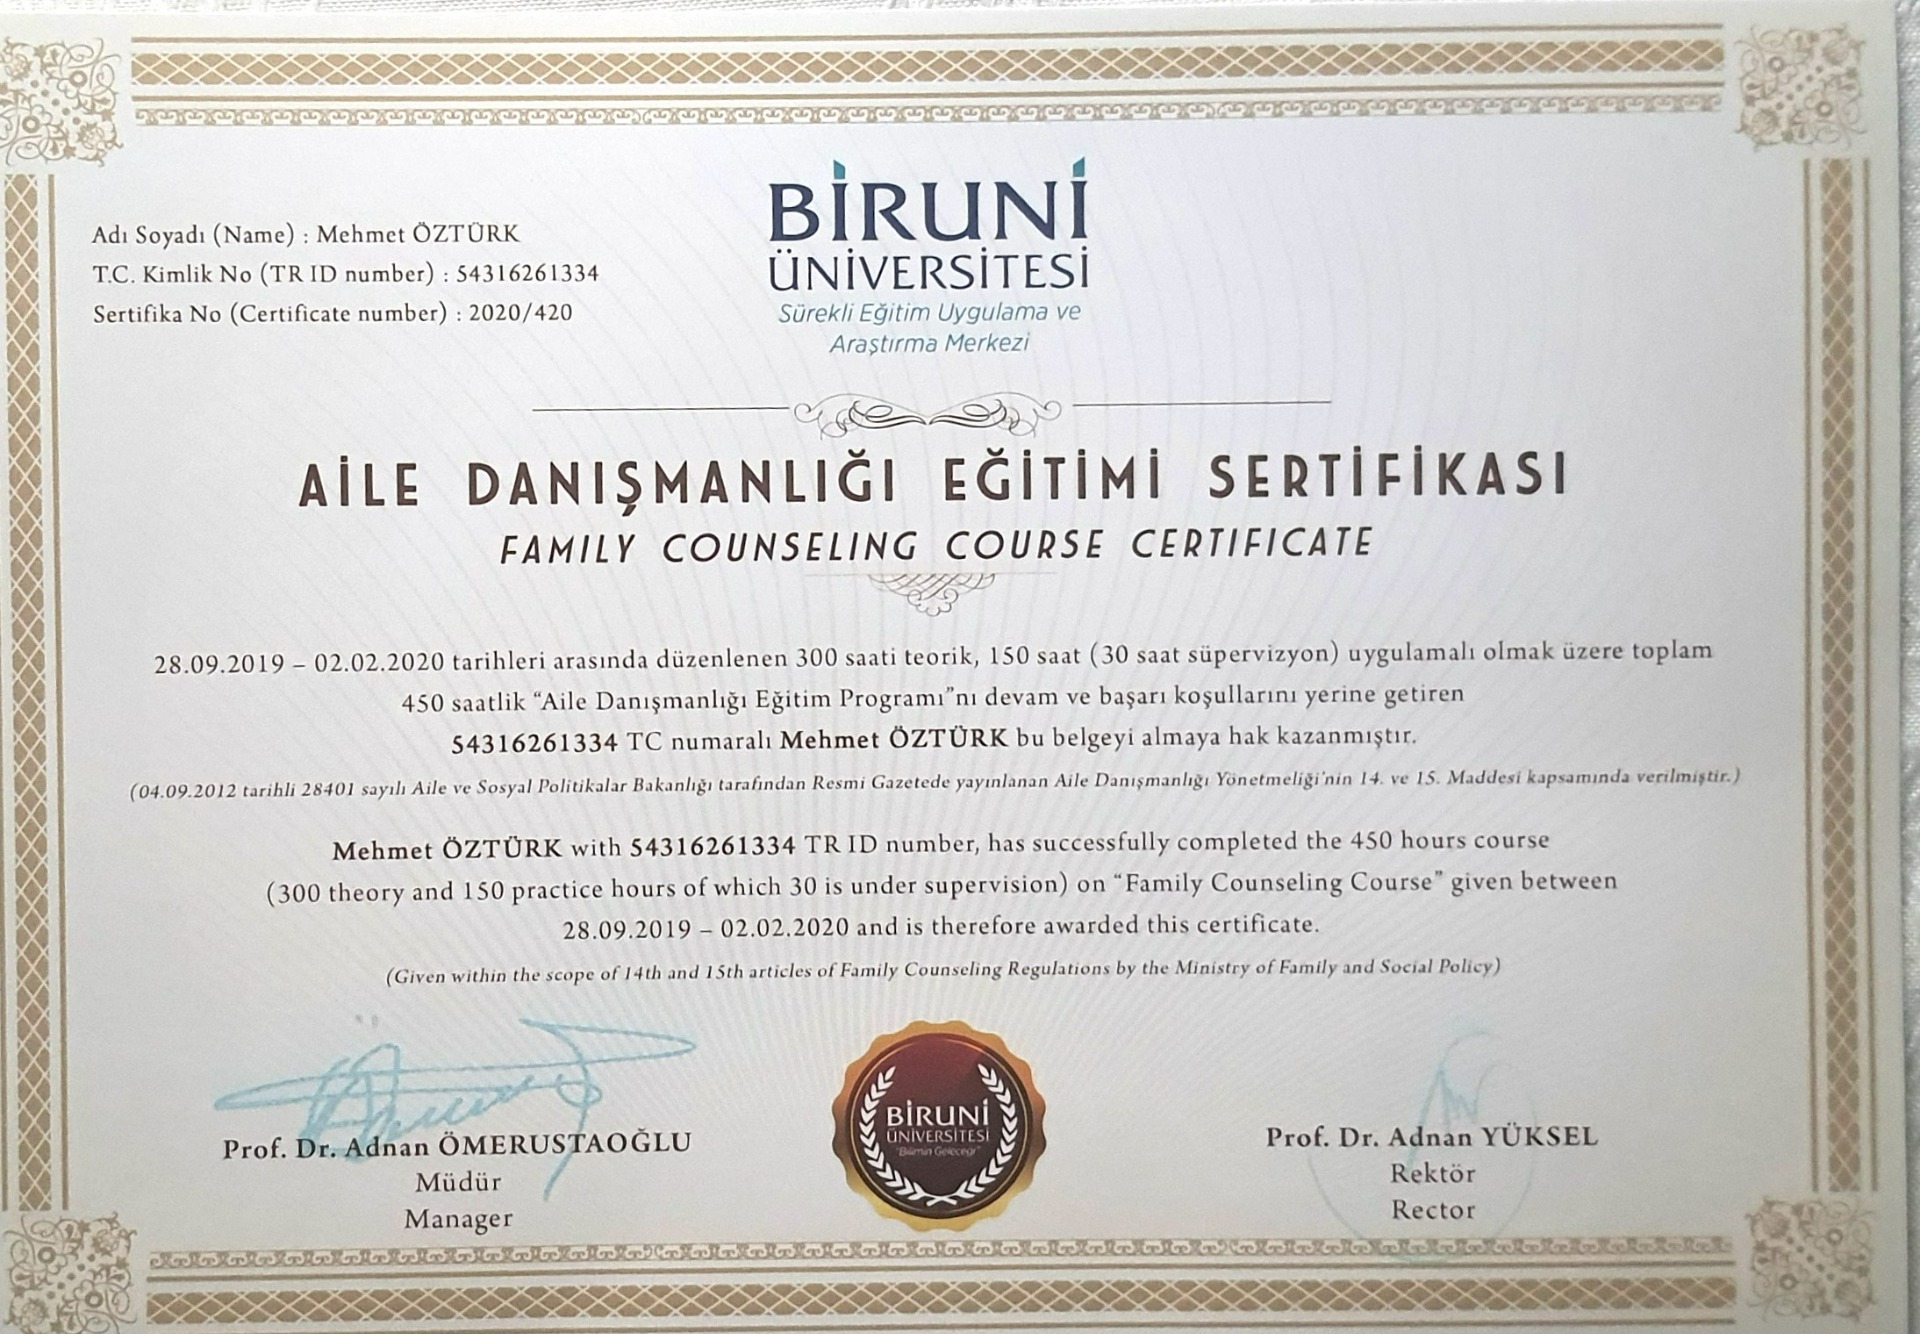 Adı Soyadı (Name) : Mehmet ÖZTÜRK
T.C. Kimlik No (TR ID number) : 54316261334
Sertifika No (Certificate number) : 2020/420
BİRUNİ
ÜNİVERSİTESİ
Sürekli Eğitim Uygulama ve
Araştırma Merkezi
AİLE DANIŞMANLIĞI EĞİTİMİ SERTİFİKASI
FAMILY COUNSELING COURSE CERTIFICATE
28.09.2019 – 02.02.2020 tarihleri arasında düzenlenen 300 saati teorik, 150 saat (30 saat süpervizyon) uygulamalı olmak üzere toplam
450 saatlik “Aile Danışmanlığı Eğitim Programı”nı devam ve başarı koşullarını yerine getiren
54316261334 TC numaralı Mehmet ÖZTÜRK bu belgeyi almaya hak kazanmıştır.
(04.09.2012 tarihli 28401 sayılı Aile ve Sosyal Politikalar Bakanlığı tarafından Resmi Gazetede yayınlanan Aile Danışmanlığı Yönetmeliği'nin 14. ve 15. Maddesi kapsamında verilmiştir.)
Mehmet ÖZTÜRK with 54316261334 TR ID number, has successfully completed the 450 hours course
(300 theory and 150 practice hours of which 30 is under supervision) on “Family Counseling Course” given between
28.09.2019 – 02.02.2020 and is therefore awarded this certificate.
(Given within the scope of 14th and 15th articles of Family Counseling Regulations by the Ministry of Family and Social Policy)
Prof. Dr. Adnan ÖMERUSTAOĞLU
Müdür
Manager
BİRUNİ
ÜNİVERSİTESİ
"Bilimin Geleceği"
Prof. Dr. Adnan YÜKSEL
Rektör
Rector